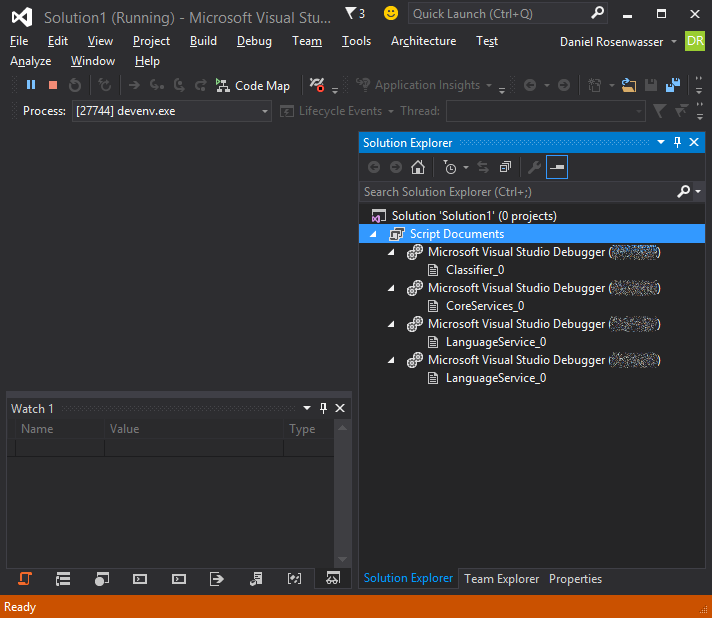 Solution1 (Running) - Microsoft Visual Stu... 3 Quick Launch (Ctrl+Q)
File Edit View Project Build Debug Team Tools Architecture Test Daniel Rosenwasser DR
Analyze Window Help
Code Map Application Insights
Process: [27744] devenv.exe Lifecycle Events Thread:
Solution Explorer
Search Solution Explorer (Ctrl+;)
Solution 'Solution1' (0 projects)
Script Documents
Microsoft Visual Studio Debugger ( )
Classifier_0
Microsoft Visual Studio Debugger ( )
CoreServices_0
Microsoft Visual Studio Debugger ( )
LanguageService_0
Microsoft Visual Studio Debugger ( )
LanguageService_0
Watch 1
Name Value Type
Solution Explorer Team Explorer Properties
Ready